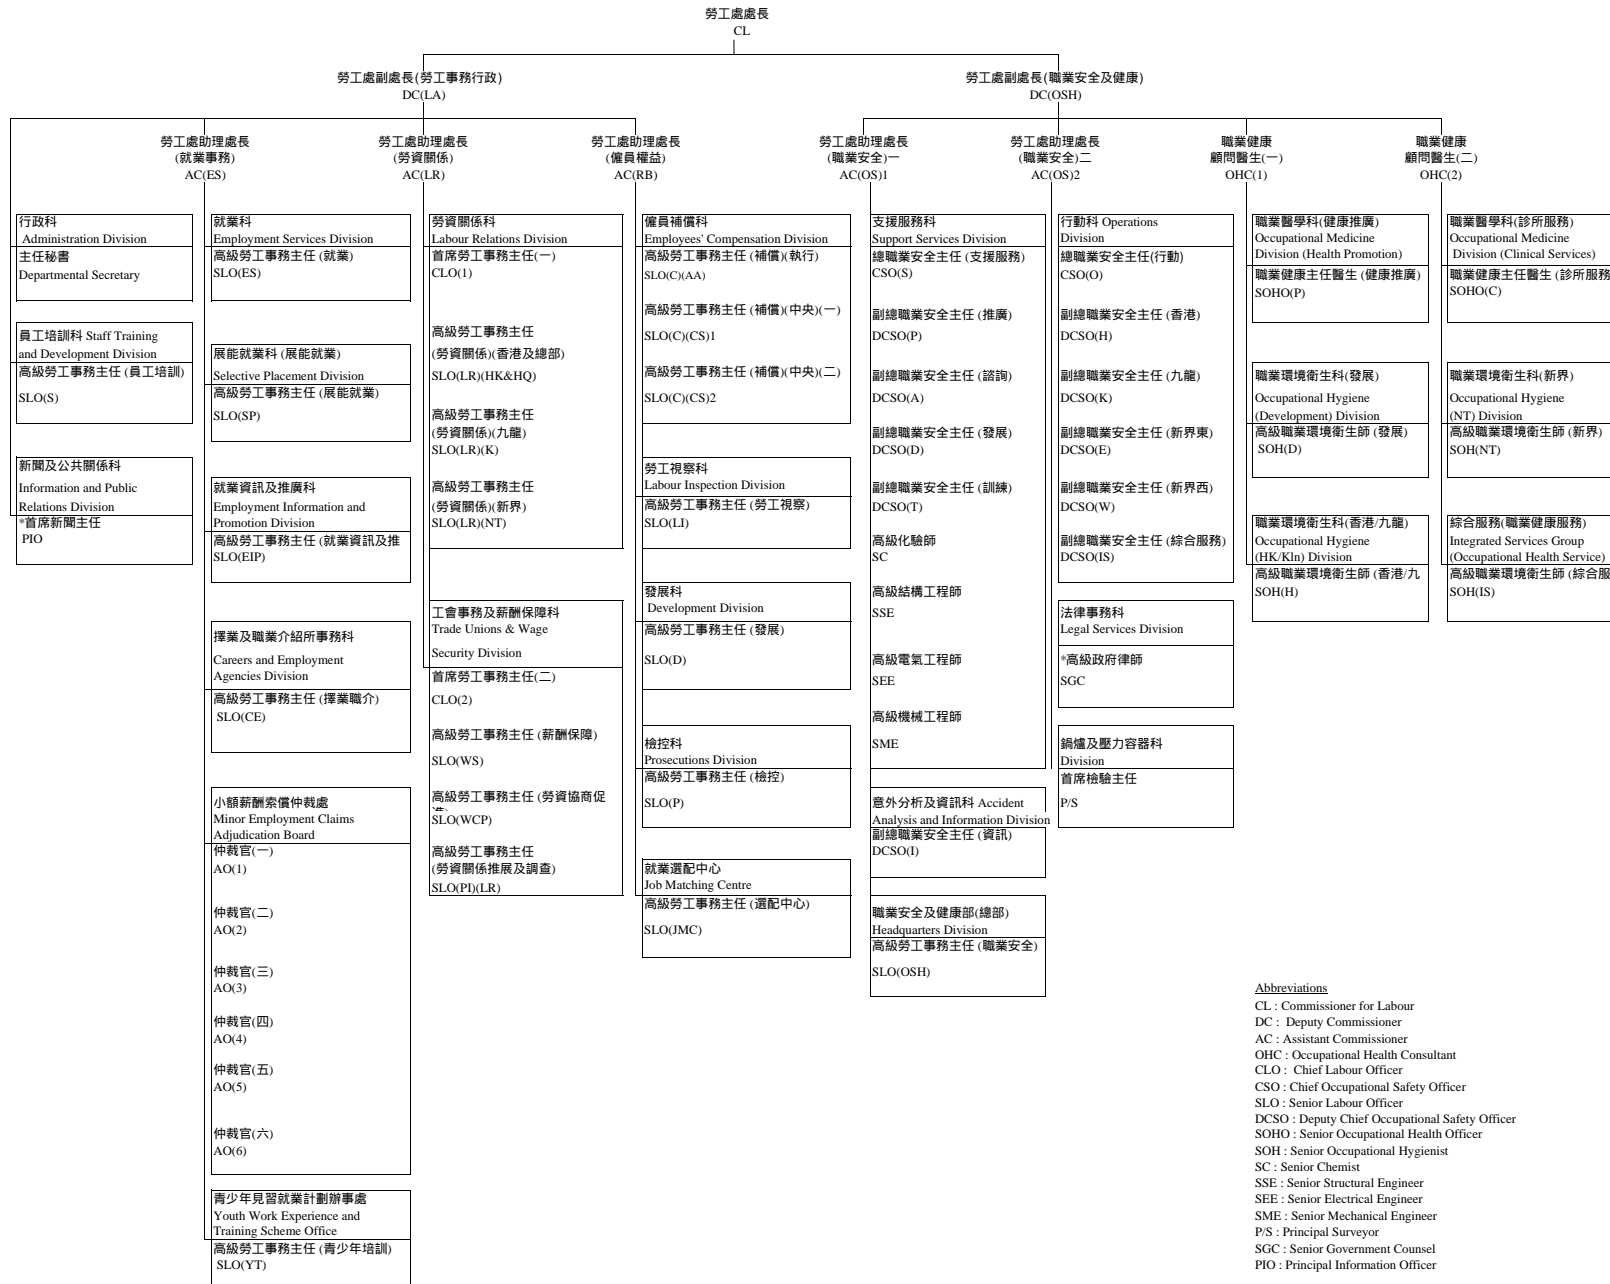 勞工處處長
CL
勞工處副處長(勞工事務行政)
DC(LA)
勞工處副處長(職業安全及健康)
DC(OSH)
勞工處助理處長
(就業事務)
AC(ES)
勞工處助理處長
(勞資關係)
AC(LR)
勞工處助理處長
(僱員權益)
AC(RB)
勞工處助理處長
(職業安全)一
AC(OS)1
勞工處助理處長
(職業安全)二
AC(OS)2
職業健康
顧問醫生(一)
OHC(1)
職業健康
顧問醫生(二)
OHC(2)
行政科
Administration Division
主任秘書
Departmental Secretary
員工培訓科 Staff Training
and Development Division
高級勞工事務主任 (員工培訓)
SLO(S)
新聞及公共關係科
Information and Public
Relations Division
*首席新聞主任
PIO
就業科
Employment Services Division
高級勞工事務主任 (就業)
SLO(ES)
展能就業科 (展能就業)
Selective Placement Division
高級勞工事務主任 (展能就業)
SLO(SP)
就業資訊及推廣科
Employment Information and
Promotion Division
高級勞工事務主任 (就業資訊及推
SLO(EIP)
擇業及職業介紹所事務科
Careers and Employment
Agencies Division
高級勞工事務主任 (擇業職介)
SLO(CE)
小額薪酬索償仲裁處
Minor Employment Claims
Adjudication Board
仲裁官(一)
AO(1)
仲裁官(二)
AO(2)
仲裁官(三)
AO(3)
仲裁官(四)
AO(4)
仲裁官(五)
AO(5)
仲裁官(六)
AO(6)
青少年見習就業計劃辦事處
Youth Work Experience and
Training Scheme Office
高級勞工事務主任 (青少年培訓)
SLO(YT)
勞資關係科
Labour Relations Division
首席勞工事務主任(一)
CLO(1)
高級勞工事務主任
(勞資關係)(香港及總部)
SLO(LR)(HK&HQ)
高級勞工事務主任
(勞資關係)(九龍)
SLO(LR)(K)
高級勞工事務主任
(勞資關係)(新界)
SLO(LR)(NT)
工會事務及薪酬保障科
Trade Unions & Wage
Security Division
首席勞工事務主任(二)
CLO(2)
高級勞工事務主任 (薪酬保障)
SLO(WS)
高級勞工事務主任 (勞資協商促
SLO(WCP)
高級勞工事務主任
(勞資關係推展及調查)
SLO(PI)(LR)
僱員補償科
Employees' Compensation Division
高級勞工事務主任 (補償)(執行)
SLO(C)(AA)
高級勞工事務主任 (補償)(中央)(一)
SLO(C)(CS)1
高級勞工事務主任 (補償)(中央)(二)
SLO(C)(CS)2
勞工視察科
Labour Inspection Division
高級勞工事務主任 (勞工視察)
SLO(LI)
發展科
Development Division
高級勞工事務主任 (發展)
SLO(D)
檢控科
Prosecutions Division
高級勞工事務主任 (檢控)
SLO(P)
就業選配中心
Job Matching Centre
高級勞工事務主任 (選配中心)
SLO(JMC)
支援服務科
Support Services Division
總職業安全主任 (支援服務)
CSO(S)
副總職業安全主任 (推廣)
DCSO(P)
副總職業安全主任 (諮詢)
DCSO(A)
副總職業安全主任 (發展)
DCSO(D)
副總職業安全主任 (訓練)
DCSO(T)
高級化驗師
SC
高級結構工程師
SSE
高級電氣工程師
SEE
高級機械工程師
SME
意外分析及資訊科 Accident
Analysis and Information Division
副總職業安全主任 (資訊)
DCSO(I)
職業安全及健康部(總部)
Headquarters Division
高級勞工事務主任 (職業安全)
SLO(OSH)
行動科 Operations
Division
總職業安全主任(行動)
CSO(O)
副總職業安全主任 (香港)
DCSO(H)
副總職業安全主任 (九龍)
DCSO(K)
副總職業安全主任 (新界東)
DCSO(E)
副總職業安全主任 (新界西)
DCSO(W)
副總職業安全主任 (綜合服務)
DCSO(IS)
法律事務科
Legal Services Division
*高級政府律師
SGC
鍋爐及壓力容器科
Division
首席檢驗主任
P/S
職業醫學科(健康推廣)
Occupational Medicine
Division (Health Promotion)
職業健康主任醫生 (健康推廣)
SOHO(P)
職業環境衛生科(發展)
Occupational Hygiene
(Development) Division
高級職業環境衛生師 (發展)
SOH(D)
職業環境衛生科(香港/九龍)
Occupational Hygiene
(HK/Kln) Division
高級職業環境衛生師 (香港/九
SOH(H)
職業醫學科(診所服務)
Occupational Medicine
Division (Clinical Services)
職業健康主任醫生 (診所服務
SOHO(C)
職業環境衛生科(新界)
Occupational Hygiene
(NT) Division
高級職業環境衛生師 (新界)
SOH(NT)
綜合服務(職業健康服務)
Integrated Services Group
(Occupational Health Service)
高級職業環境衛生師 (綜合服
SOH(IS)
Abbreviations
CL : Commissioner for Labour
DC : Deputy Commissioner
AC : Assistant Commissioner
OHC : Occupational Health Consultant
CLO : Chief Labour Officer
CSO : Chief Occupational Safety Officer
SLO : Senior Labour Officer
DCSO : Deputy Chief Occupational Safety Officer
SOHO : Senior Occupational Health Officer
SOH : Senior Occupational Hygienist
SC : Senior Chemist
SSE : Senior Structural Engineer
SEE : Senior Electrical Engineer
SME : Senior Mechanical Engineer
P/S : Principal Surveyor
SGC : Senior Government Counsel
PIO : Principal Information Officer